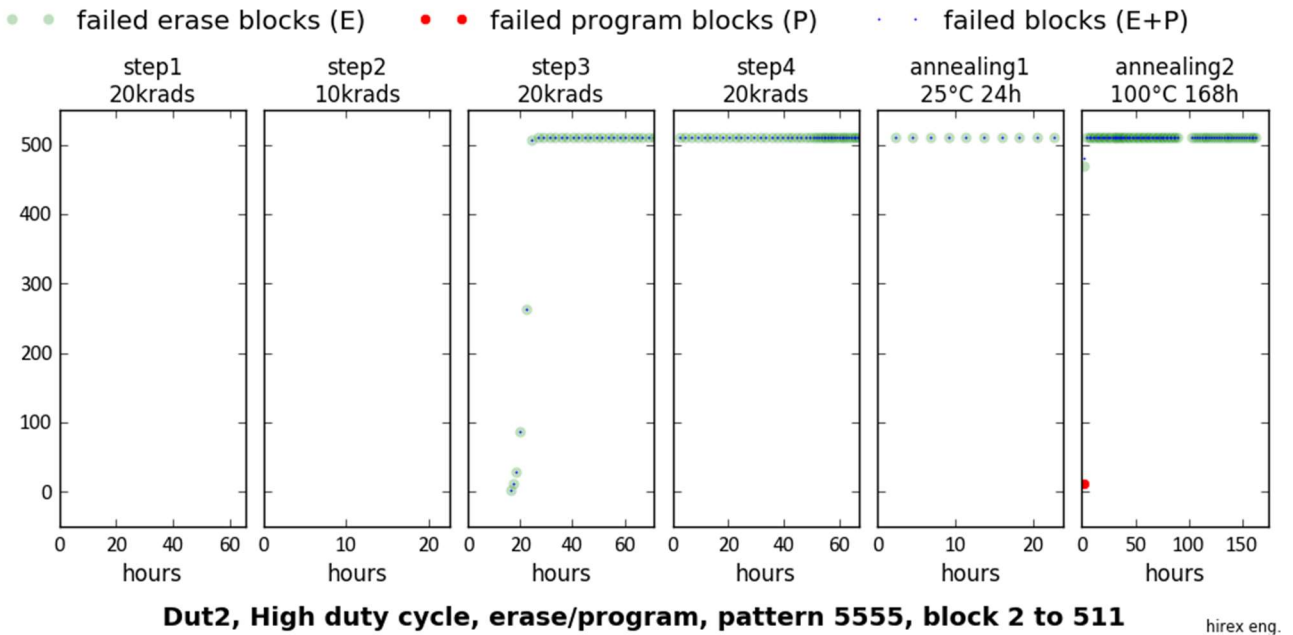 failed erase blocks (E) failed program blocks (P) failed blocks (E+P)
step1 step2 step3 step4 annealing1 annealing2
20krads 10krads 20krads 20krads 25°C 24h 100°C 168h
500
400
300
200
100
0
0 20 40 60 0 10 20 0 20 40 60 0 20 40 60 0 10 20 0 50 100 150
hours hours hours hours hours hours
Dut2, High duty cycle, erase/program, pattern 5555, block 2 to 511
hirex eng.